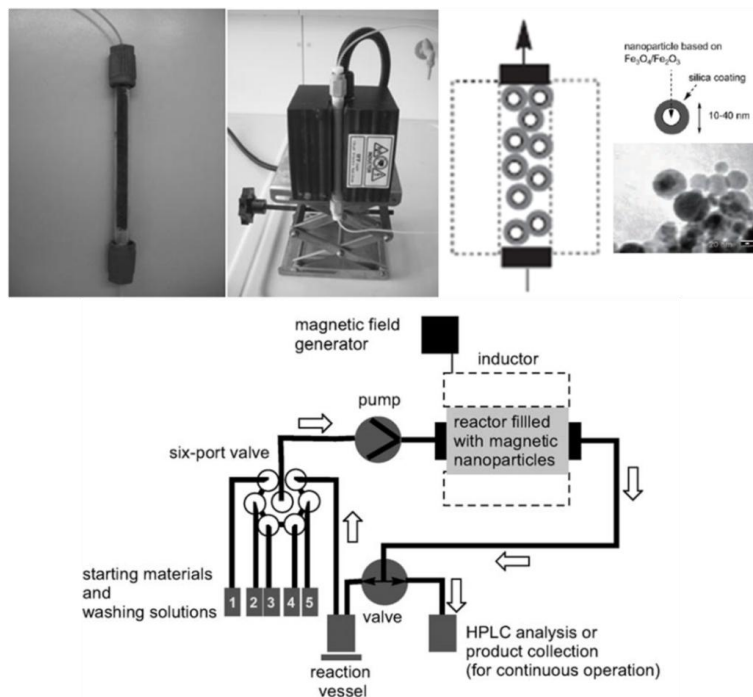 nanoparticle based on
Fe₃O₄/Fe₂O₃
silica coating
10-40 nm
magnetic field
generator
inductor
pump
reactor fillled
with magnetic
nanoparticles
six-port valve
starting materials
and
washing solutions
1 2 3 4 5
valve
reaction
vessel
HPLC analysis or
product collection
(for continuous operation)